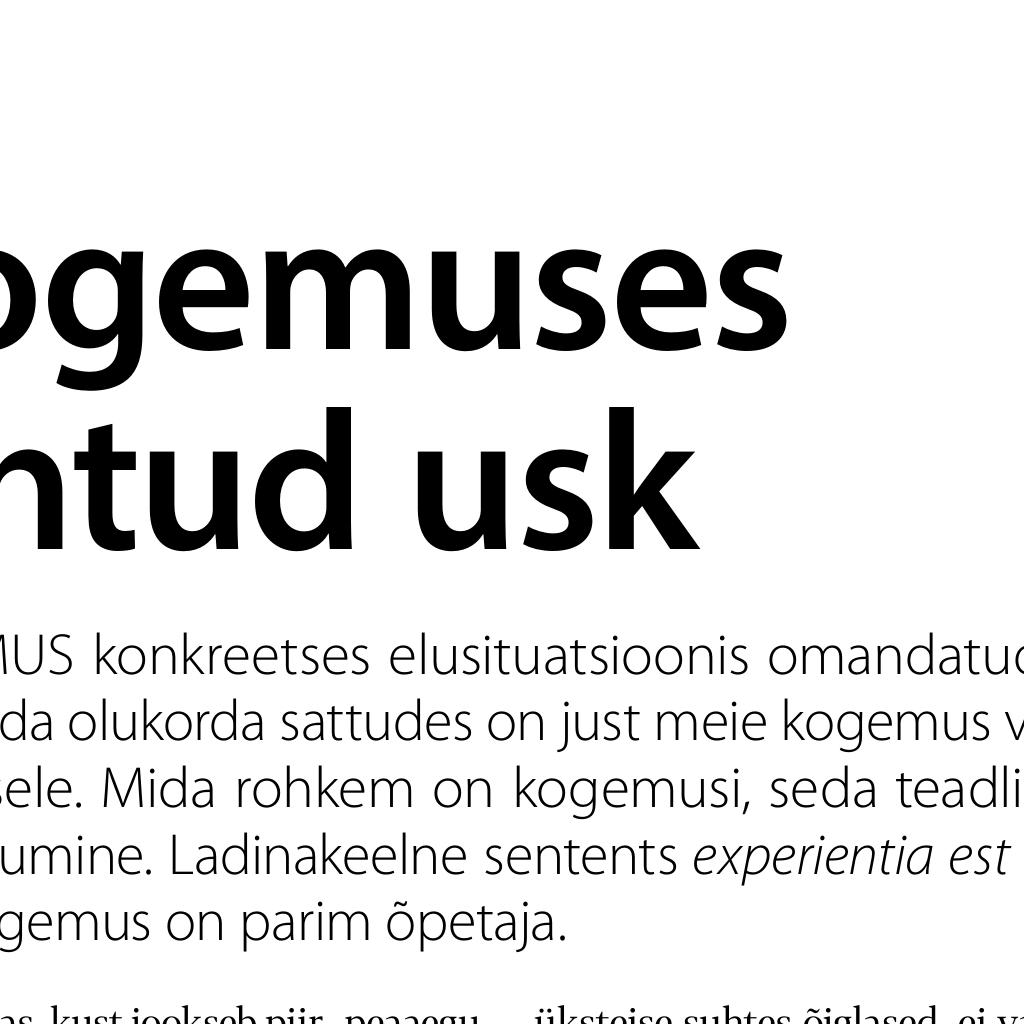 ogemuses
ntud usk
MUS konkreetses elusituatsioonis omandatud
da olukorda sattudes on just meie kogemus v
sele. Mida rohkem on kogemusi, seda teadli
umine. Ladinakeelne sentents experientia est
gemus on parim õpetaja.
as, kust jookseb piir, peaaegu üksteise suhtes õiglased, ei